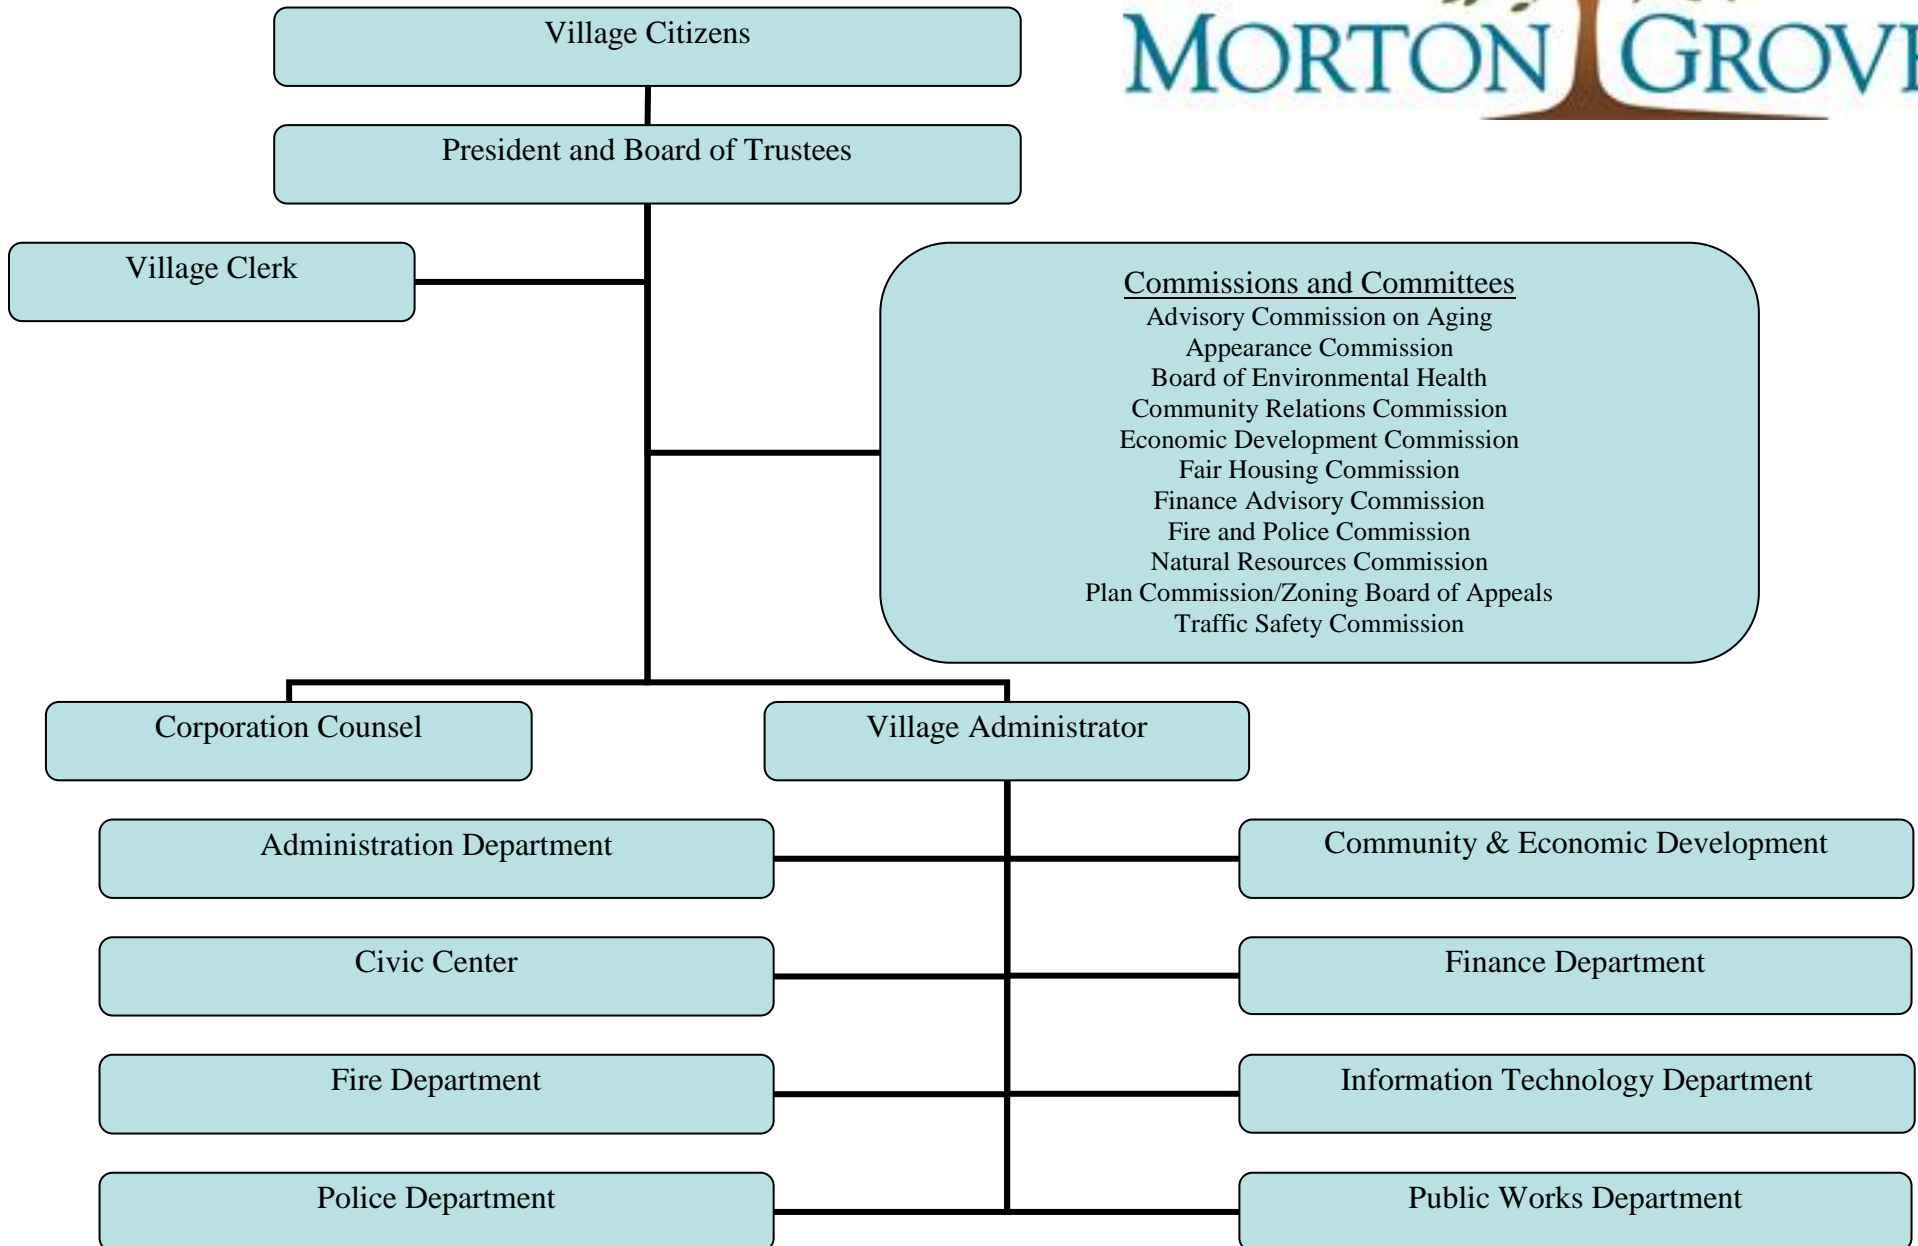 Village Citizens
MORTON GROVE
President and Board of Trustees
Village Clerk
Commissions and Committees
Advisory Commission on Aging
Appearance Commission
Board of Environmental Health
Community Relations Commission
Economic Development Commission
Fair Housing Commission
Finance Advisory Commission
Fire and Police Commission
Natural Resources Commission
Plan Commission/Zoning Board of Appeals
Traffic Safety Commission
Corporation Counsel
Village Administrator
Administration Department
Community & Economic Development
Civic Center
Finance Department
Fire Department
Information Technology Department
Police Department
Public Works Department